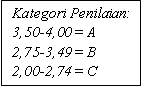 Kategori Penilaian:
3,50-4,00 = A
2,75-3,49 = B
2,00-2,74 = C